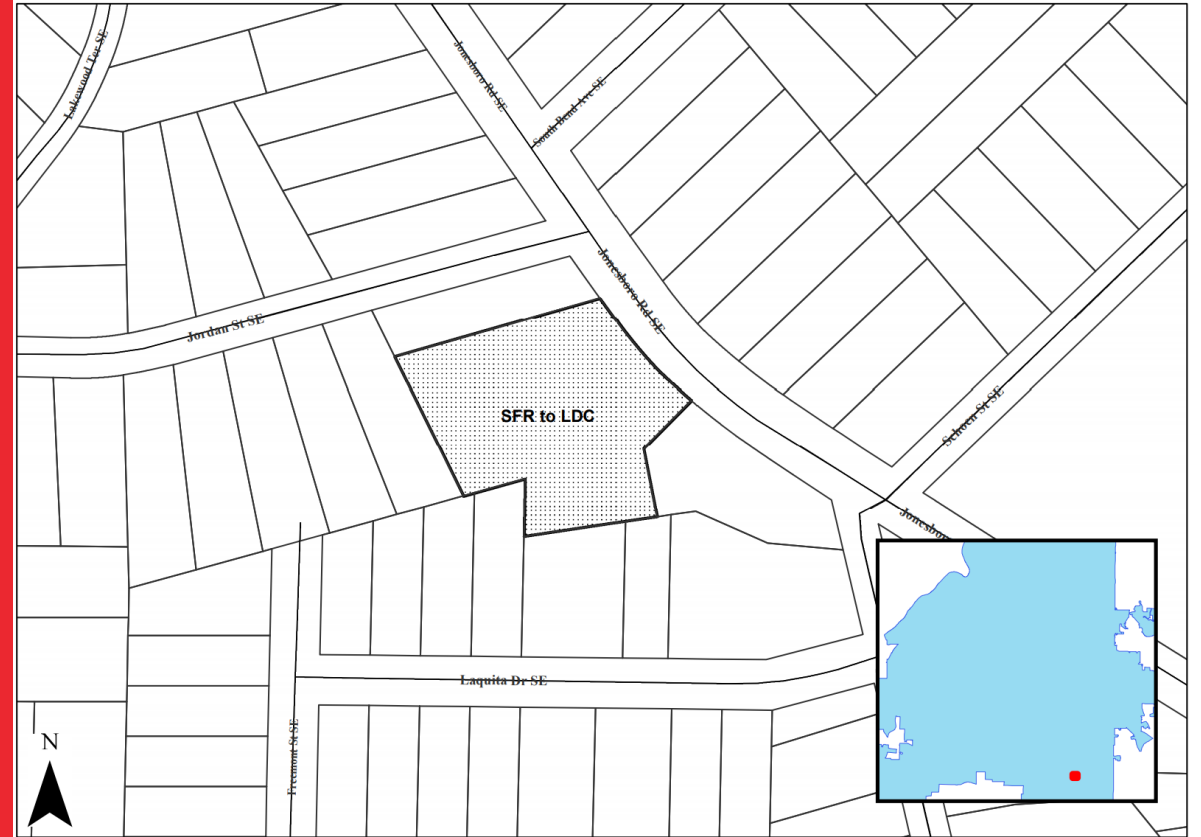 Lakewood Ter SE
Jonesboro Rd SE
South Bend Ave SE
Jonesboro Rd SE
Jordan St SE
SFR to LDC
Schoen St SE
Jonesbor
Laquita Dr SE
Freemont St SE
N